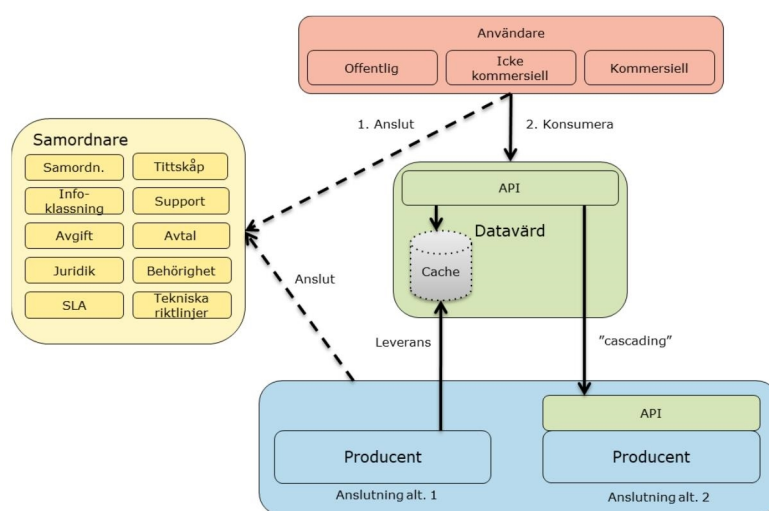 Användare
Offentlig
Icke
kommersiell
Kommersiell
1. Anslut
2. Konsumera
Samordnare
Samordn.
Tittskåp
Info-
klassning
Support
Avgift
Avtal
Juridik
Behörighet
SLA
Tekniska
riktlinjer
API
Datavärd
Cache
Anslut
Leverans
"cascading"
API
Producent
Producent
Anslutning alt. 1
Anslutning alt. 2